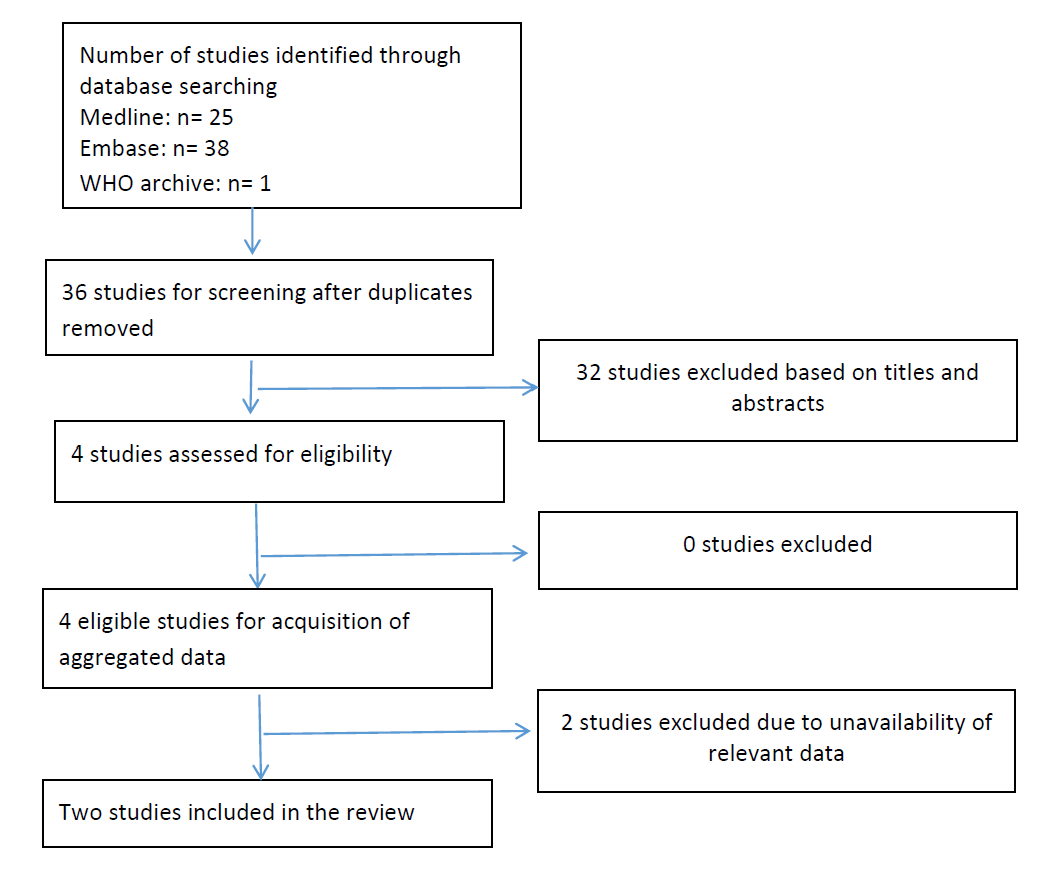 Number of studies identified through
database searching
Medline: n= 25
Embase: n= 38
WHO archive: n= 1
36 studies for screening after duplicates
removed
32 studies excluded based on titles and
abstracts
4 studies assessed for eligibility
0 studies excluded
4 eligible studies for acquisition of
aggregated data
2 studies excluded due to unavailability of
relevant data
Two studies included in the review